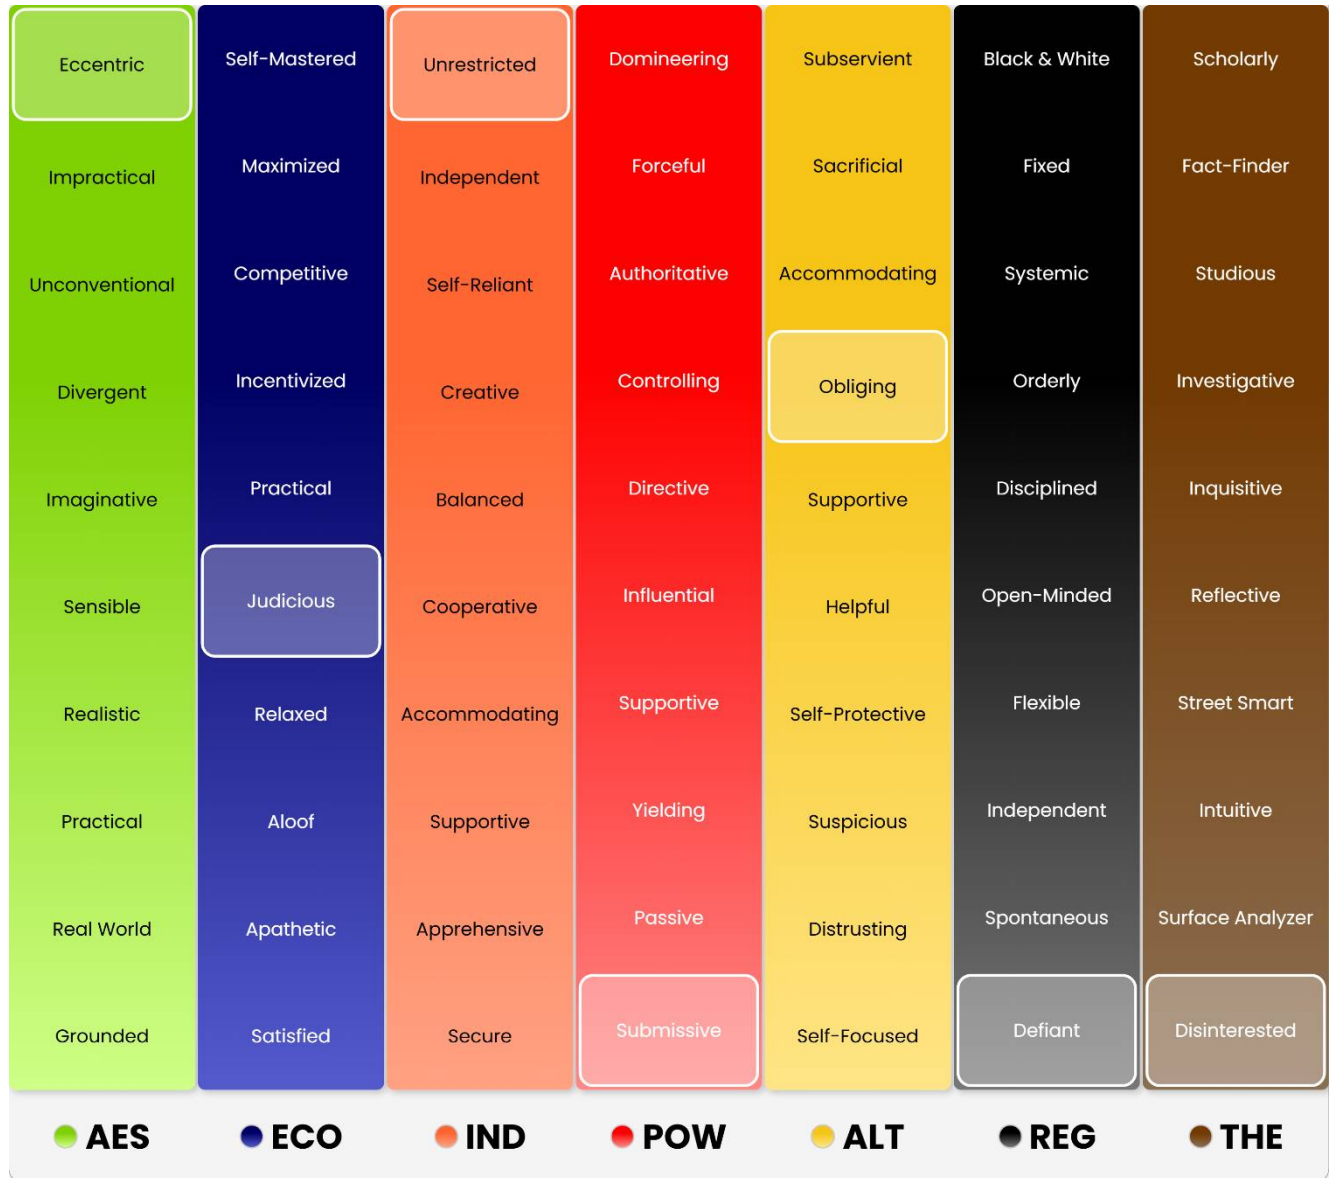 Eccentric Self-Mastered Unrestricted Domineering Subservient Black & White Scholarly
Impractical Maximized Independent Forceful Sacrificial Fixed Fact-Finder
Unconventional Competitive Self-Reliant Authoritative Accommodating Systemic Studious
Divergent Incentivized Creative Controlling Obliging Orderly Investigative
Imaginative Practical Balanced Directive Supportive Disciplined Inquisitive
Sensible Judicious Cooperative Influential Helpful Open-Minded Reflective
Realistic Relaxed Accommodating Supportive Self-Protective Flexible Street Smart
Practical Aloof Supportive Yielding Suspicious Independent Intuitive
Real World Apathetic Apprehensive Passive Distrusting Spontaneous Surface Analyzer
Grounded Satisfied Secure Submissive Self-Focused Defiant Disinterested
AES ECO IND POW ALT REG THE